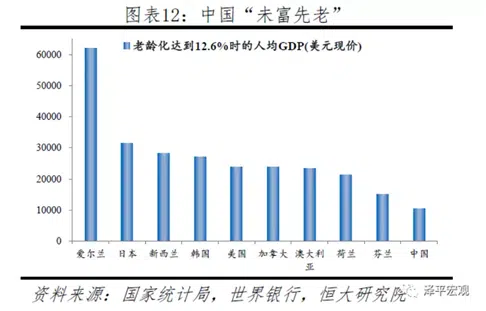 图表12：中国“未富先老”
老龄化达到12.6%时的人均GDP(美元现价)
60000
50000
40000
30000
20000
10000
0
爱尔兰 日本 新西兰 韩国 美国 加拿大 澳大利亚 荷兰 芬兰 中国
资料来源：国家统计局，世界银行，恒大研究院
泽平宏观